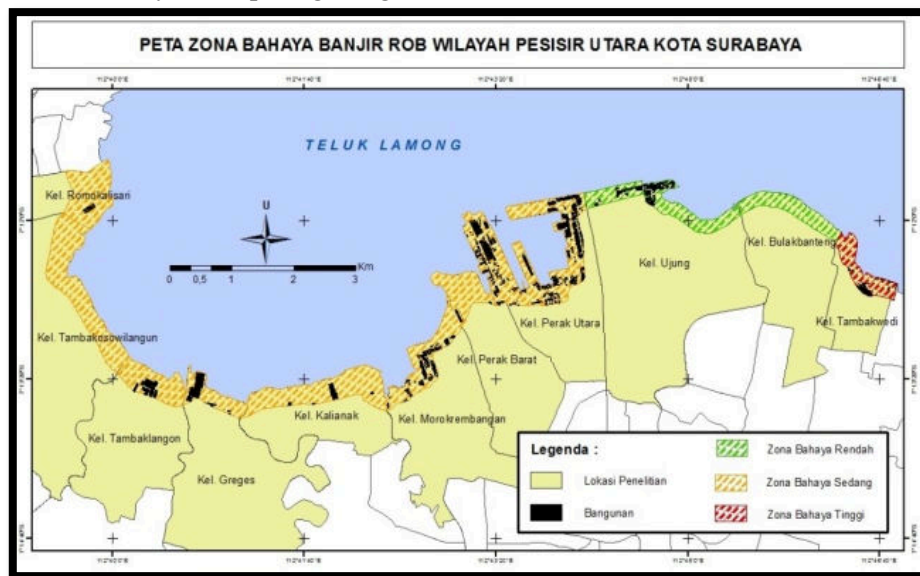 PETA ZONA BAHAYA BANJIR ROB WILAYAH PESISIR UTARA KOTA SURABAYA
TELUK LAMONG
Kel. Romokalisari
U
0 0,5 1 2 3
Km
Kel. Bulakbanteng
Kel. Ujung
Kel. Tambakwedi
Kel. Perak Utara
Kel. Tambakosowilangun
Kel. Perak Barat
Kel. Kalianak
Kel. Morokrembangan
Kel. Tambaklangon
Kel. Greges
Legenda :
Lokasi Penelitian
Bangunan
Zona Bahaya Rendah
Zona Bahaya Sedang
Zona Bahaya Tinggi